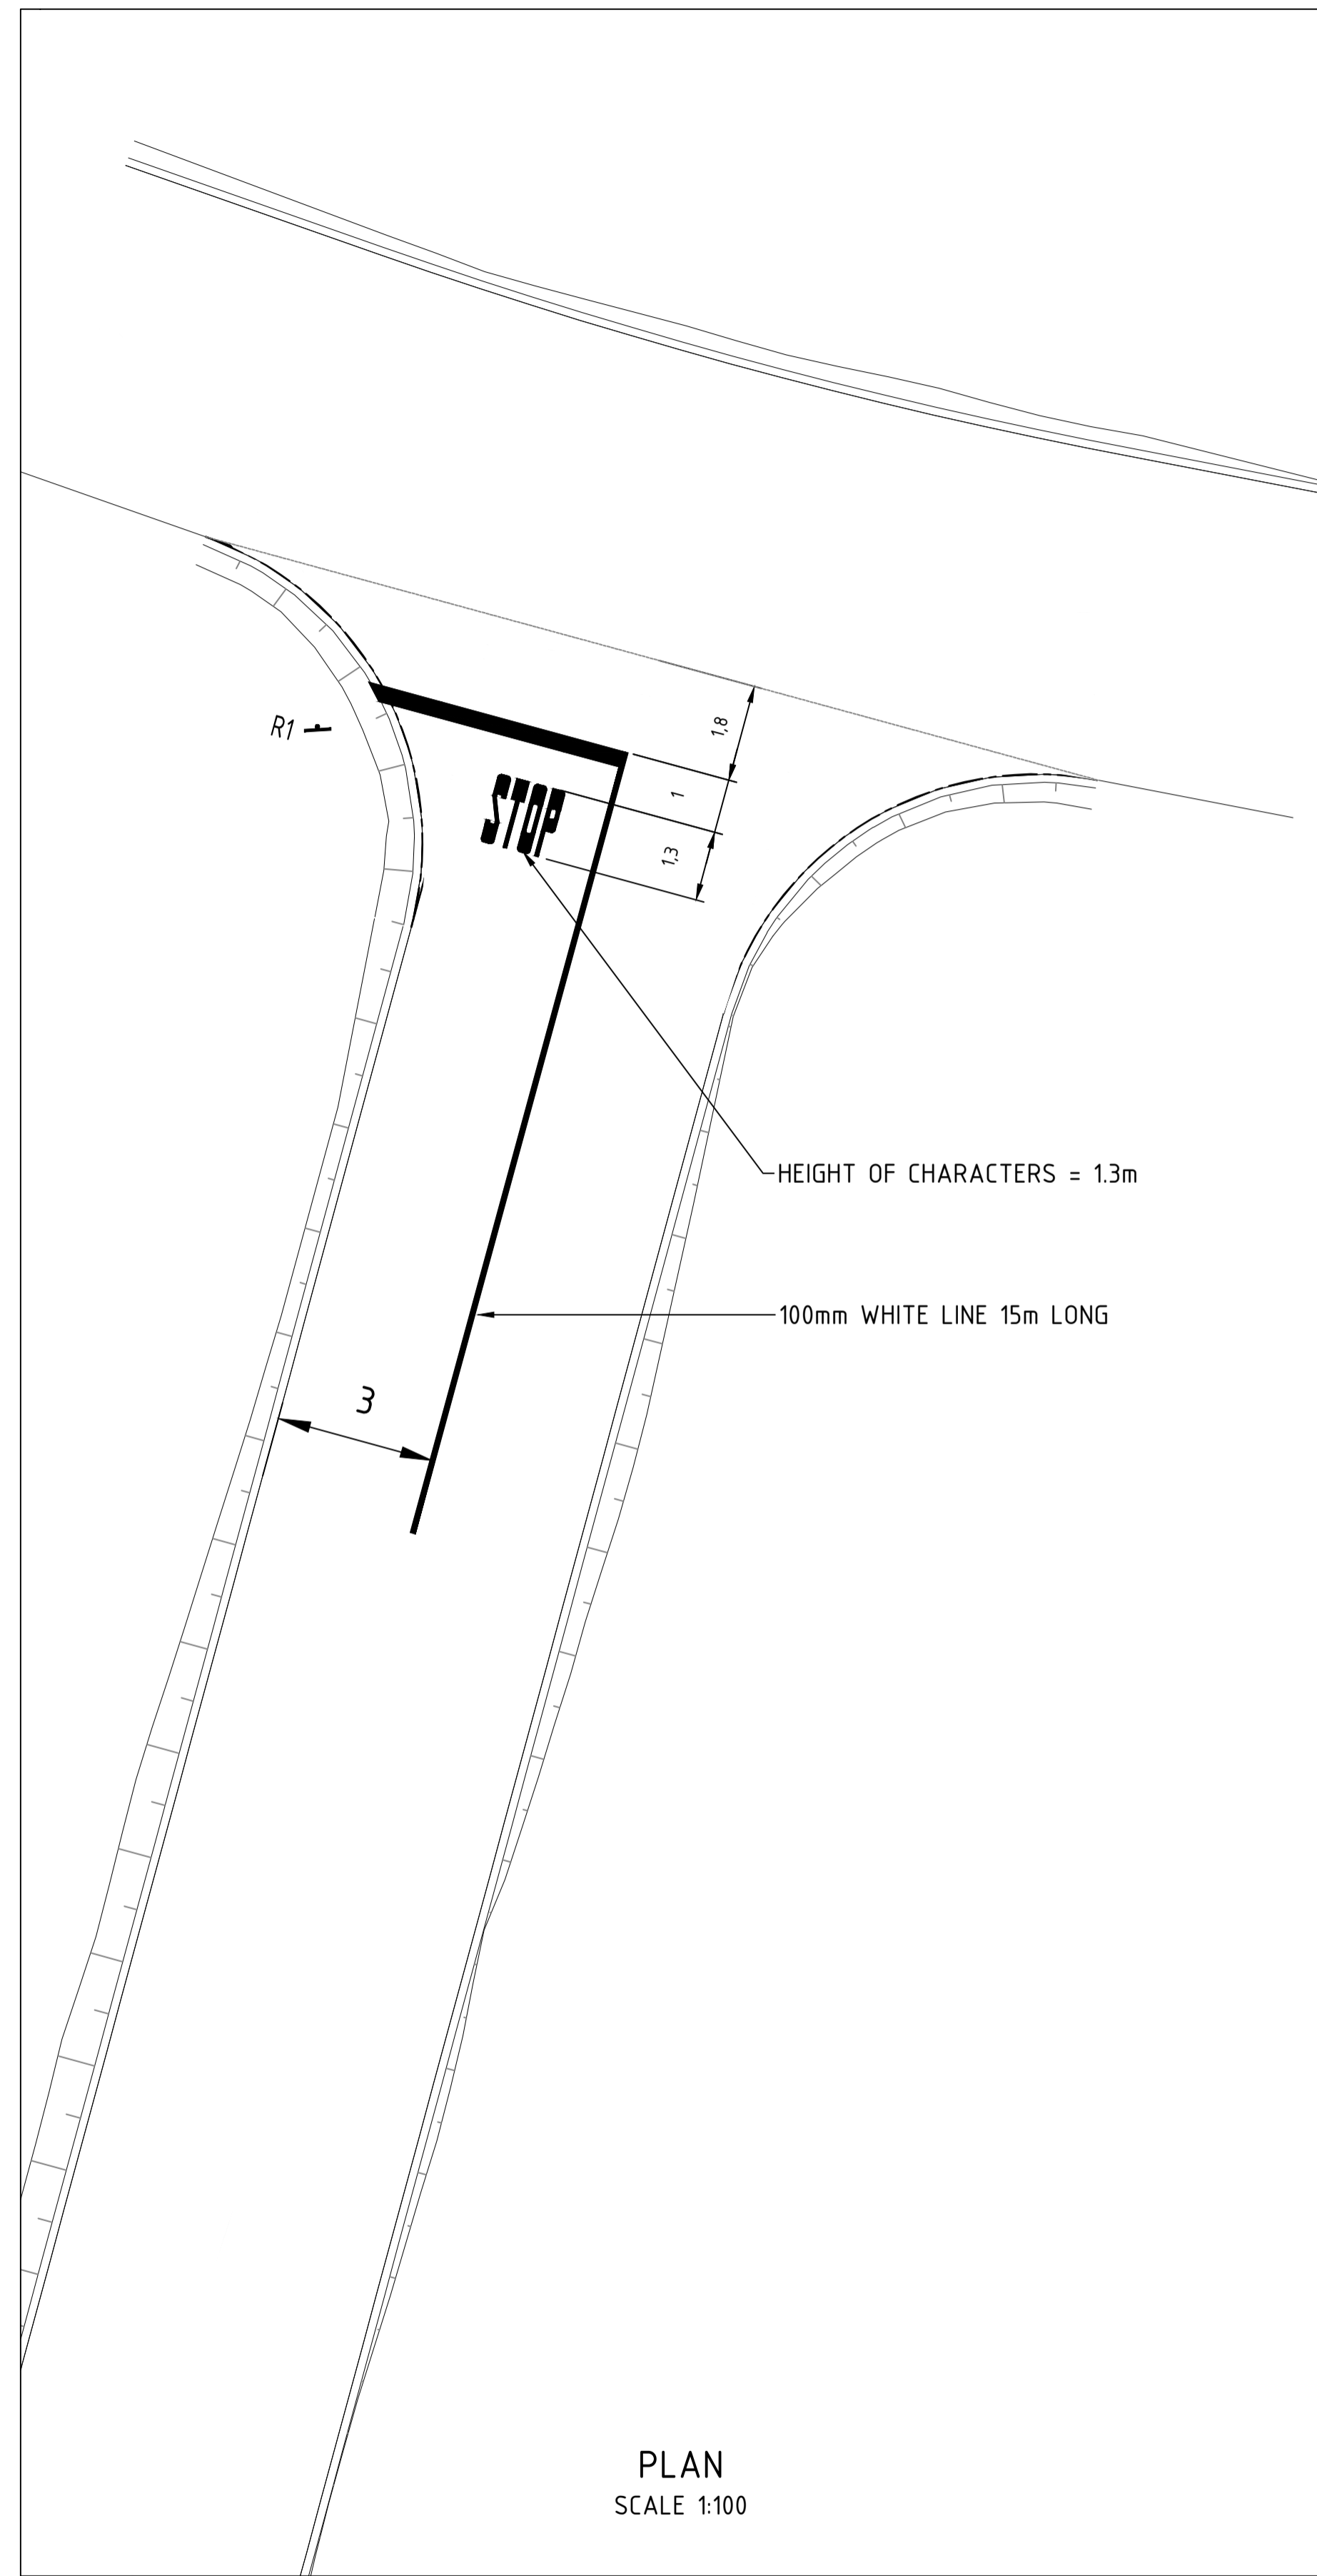 R1
1,8
1
STOP
1,3
HEIGHT OF CHARACTERS = 1.3m
100mm WHITE LINE 15m LONG
3
PLAN
SCALE 1:100